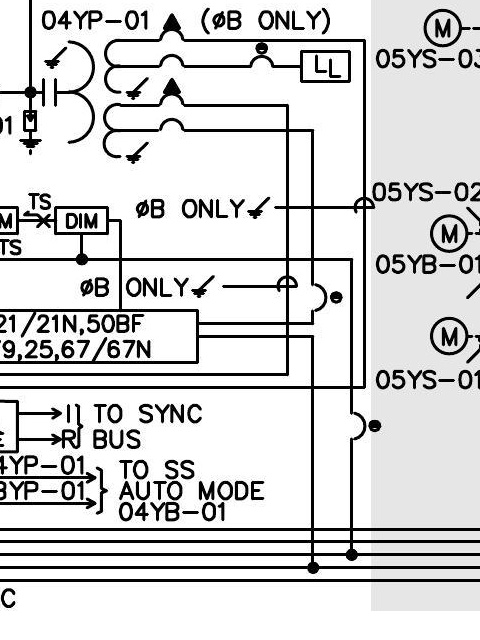 04YP-01 (ØB ONLY)
M
05YS-03
LL
01
05YS-02
TS
ØB ONLY
M DIM
M
TS
05YB-01
ØB ONLY
21/21N,50BF
79,25,67/67N
M
05YS-01
I TO SYNC
R BUS
E
4YP-01 TO SS
3YP-01 AUTO MODE
04YB-01
C